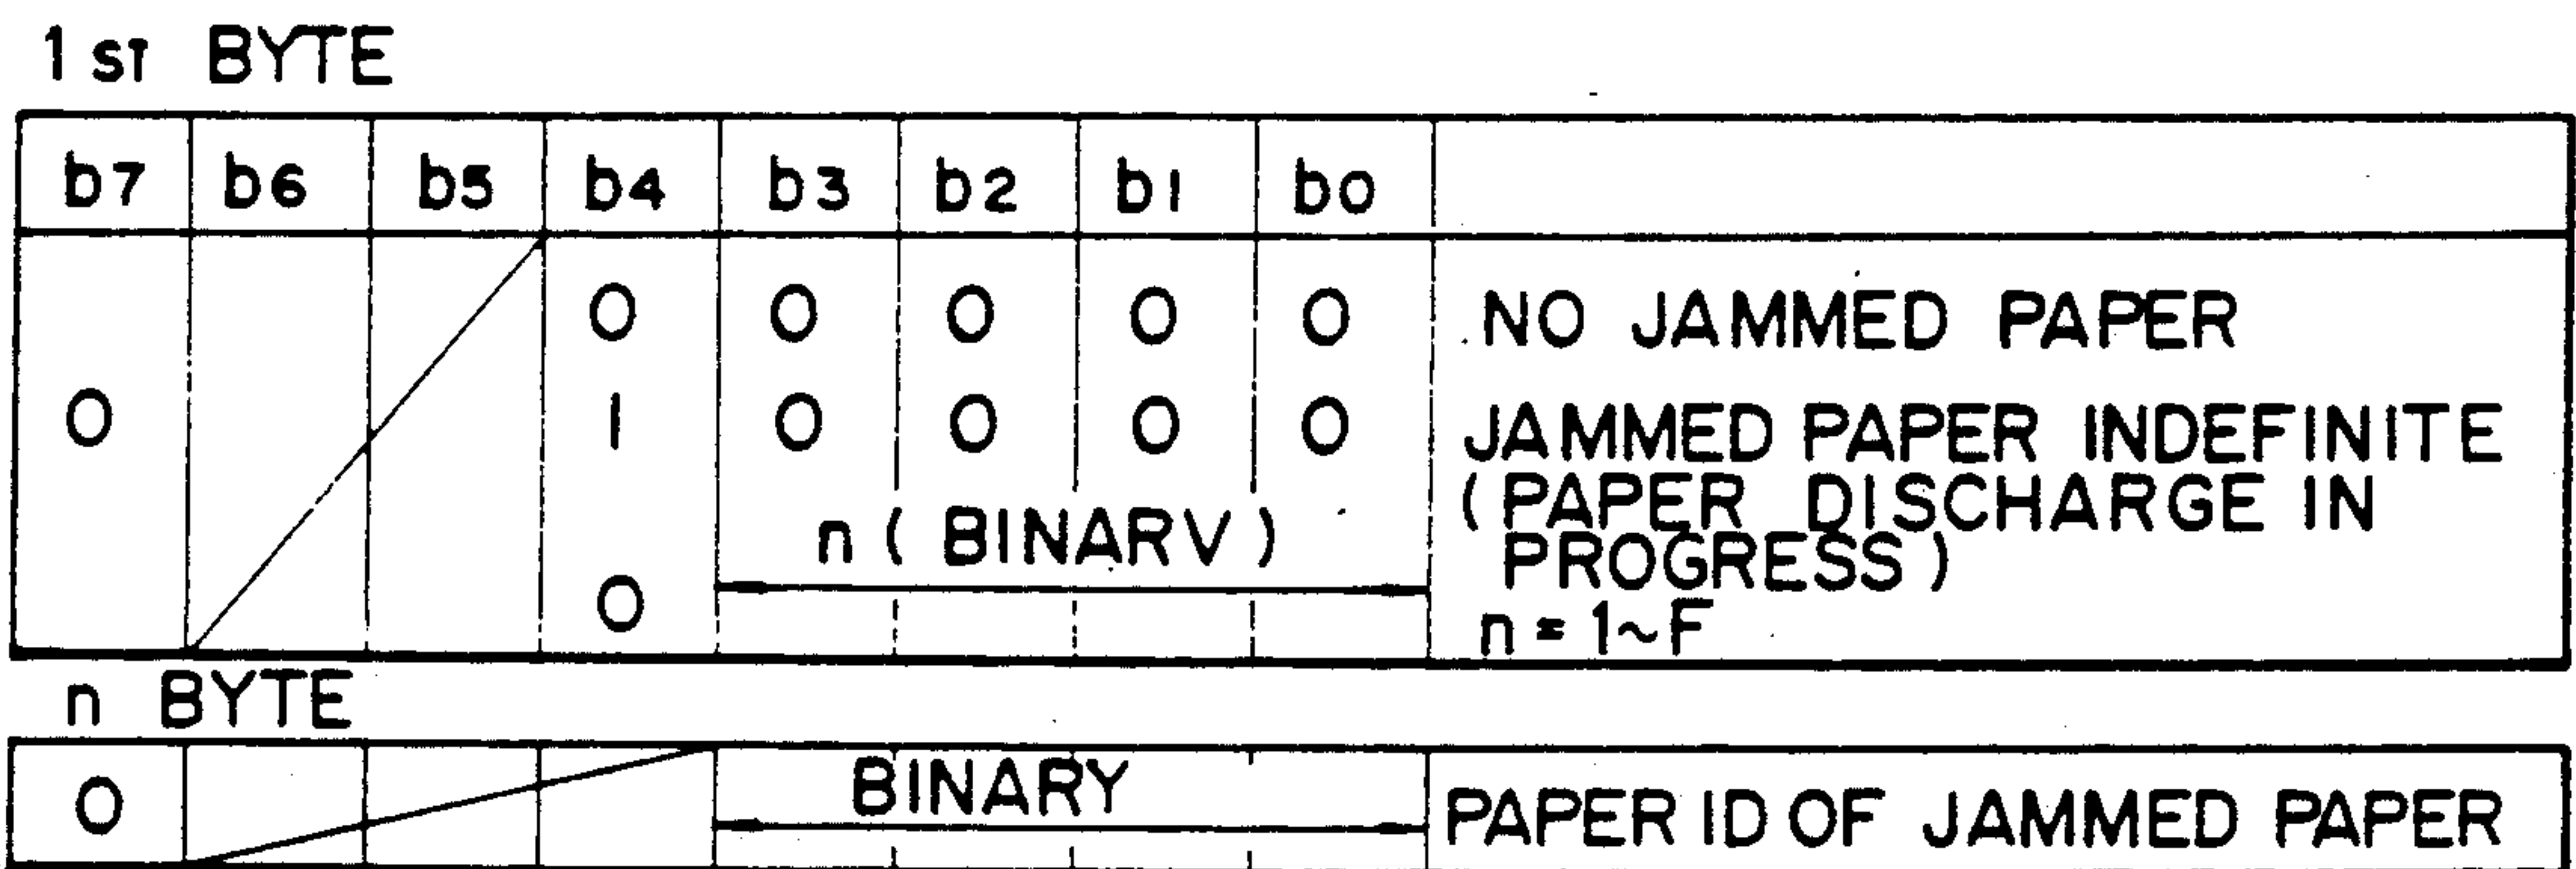 1 ST BYTE
b7 b6 b5 b4 b3 b2 b1 b0
0 0 0 0 0 NO JAMMED PAPER
0 1 0 0 0 0 JAMMED PAPER INDEFINITE
(PAPER DISCHARGE IN
n ( BINARV ) PROGRESS)
0 n = 1~F
n BYTE
0 BINARY PAPER ID OF JAMMED PAPER